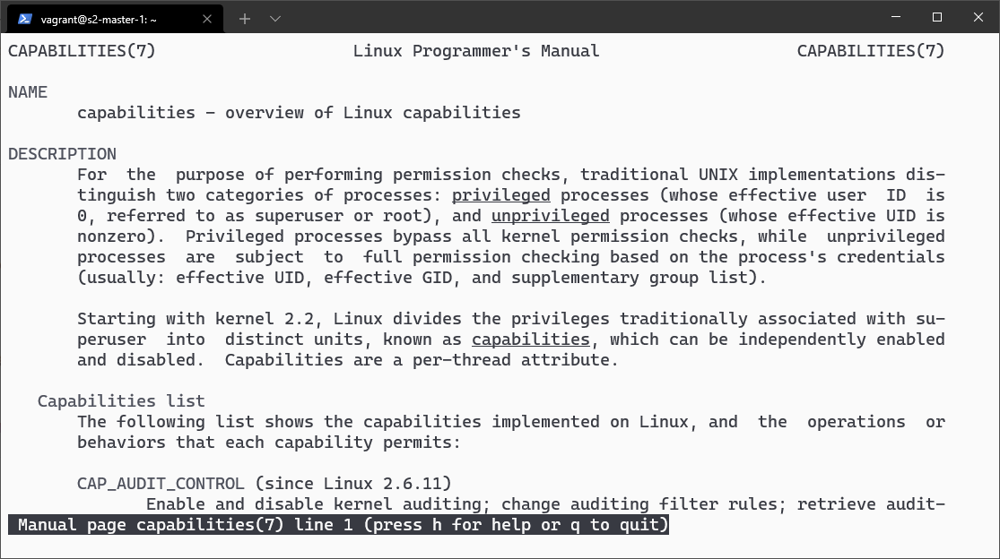 vagrant@s2-master-1: ~
CAPABILITIES(7) Linux Programmer's Manual CAPABILITIES(7)
NAME
capabilities - overview of Linux capabilities
DESCRIPTION
For the purpose of performing permission checks, traditional UNIX implementations dis-
tinguish two categories of processes: privileged processes (whose effective user ID is
0, referred to as superuser or root), and unprivileged processes (whose effective UID is
nonzero). Privileged processes bypass all kernel permission checks, while unprivileged
processes are subject to full permission checking based on the process's credentials
(usually: effective UID, effective GID, and supplementary group list).
Starting with kernel 2.2, Linux divides the privileges traditionally associated with su-
peruser into distinct units, known as capabilities, which can be independently enabled
and disabled. Capabilities are a per-thread attribute.
Capabilities list
The following list shows the capabilities implemented on Linux, and the operations or
behaviors that each capability permits:
CAP_AUDIT_CONTROL (since Linux 2.6.11)
Enable and disable kernel auditing; change auditing filter rules; retrieve audit-
Manual page capabilities(7) line 1 (press h for help or q to quit)